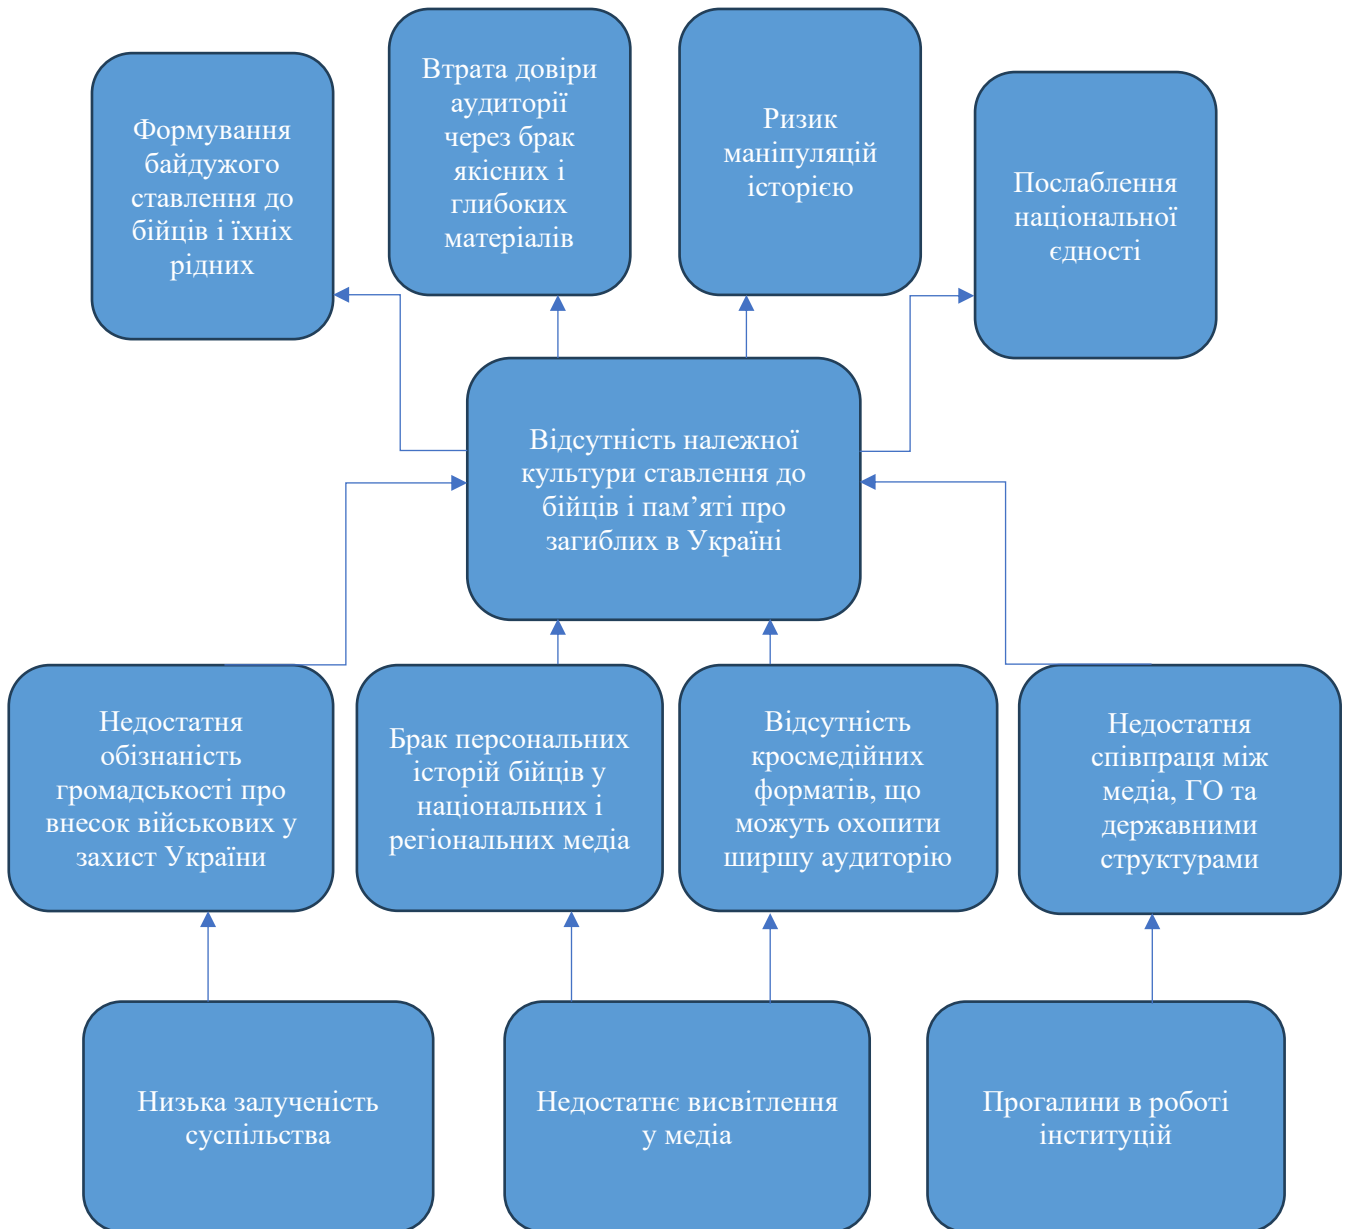 Формування
байдужого
ставлення до
бійців і їхніх
рідних
Втрата довіри
аудиторії
через брак
якісних і
глибоких
матеріалів
Ризик
маніпуляцій
історією
Послаблення
національної
єдності
Відсутність належної
культури ставлення до
бійців і пам’яті про
загиблих в Україні
Недостатня
обізнаність
громадськості про
внесок військових у
захист України
Брак персональних
історій бійців у
національних і
регіональних медіа
Відсутність
кросмедійних
форматів, що
можуть охопити
ширшу аудиторію
Недостатня
співпраця між
медіа, ГО та
державними
структурами
Низька залученість
суспільства
Недостатнє висвітлення
у медіа
Прогалини в роботі
інституцій